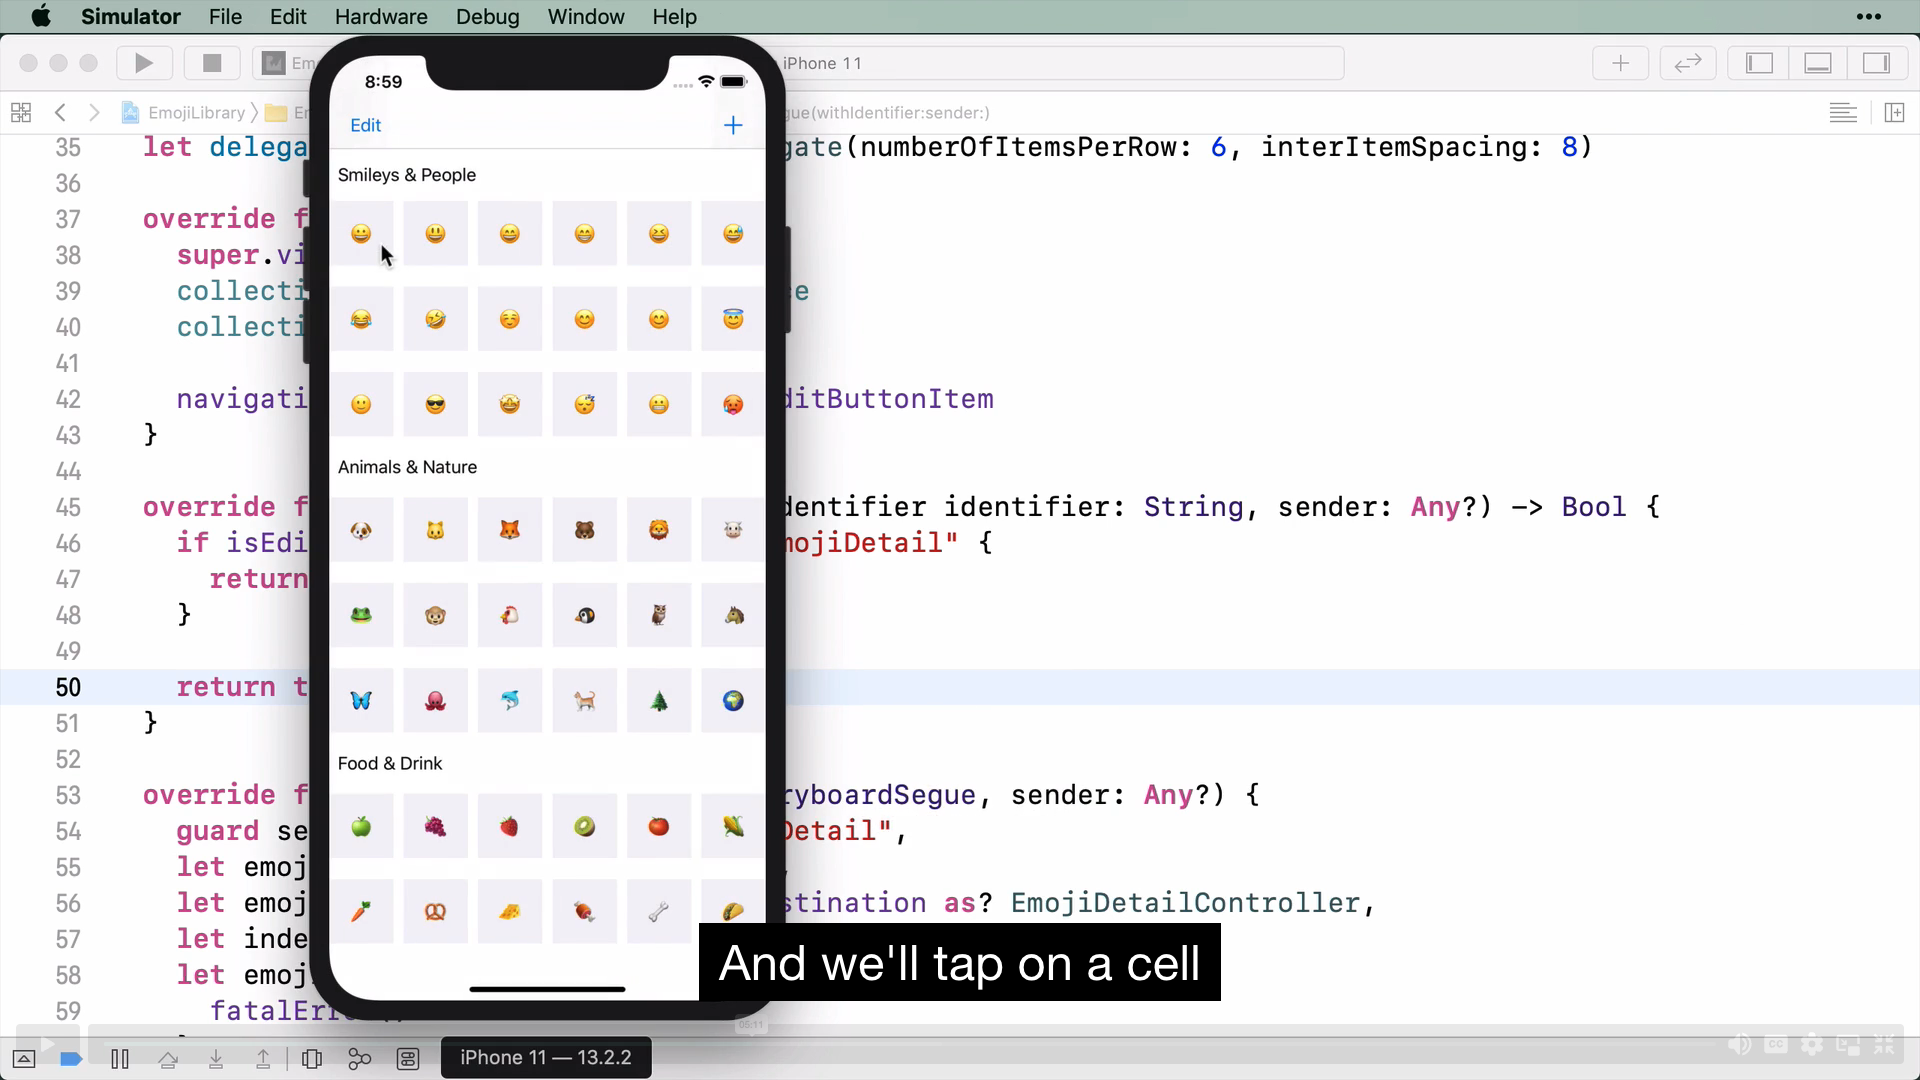 Simulator File Edit Hardware Debug Window Help
Em iPhone 11
EmojiLibrary En gue(withIdentifier:sender:)
8:59
Edit
Smileys & People
Animals & Nature
Food & Drink
35 let delega gate(numberOfItemsPerRow: 6, interItemSpacing: 8)
36
37 override f
38 super.vi
39 collecti e
40 collecti
41
42 navigati ditButtonItem
43 }
44
45 override f dentifier identifier: String, sender: Any?) -> Bool {
46 if isEdi mojiDetail" {
47 return
48 }
49
50 return t
51 }
52
53 override f ryboardSegue, sender: Any?) {
54 guard se Detail",
55 let emoj ,
56 let emoj stination as? EmojiDetailController,
57 let inde
58 let emoj
59 fatalErr
And we'll tap on a cell
05:11
iPhone 11 — 13.2.2
CC